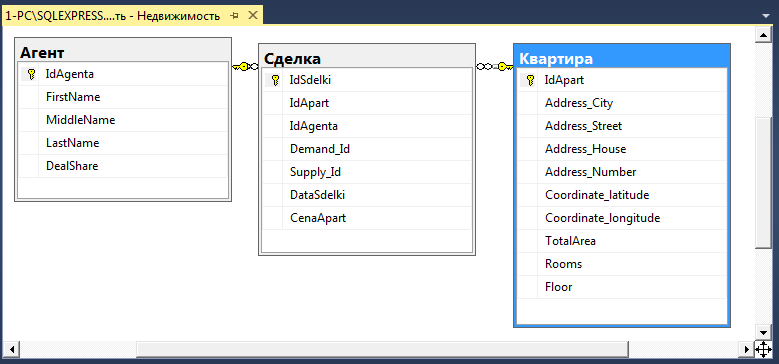 1-PC\SQLEXPRESS....ть - Недвижимость
Агент
IdAgenta
FirstName
MiddleName
LastName
DealShare
Сделка
IdSdelki
IdApart
IdAgenta
Demand_Id
Supply_Id
DataSdelki
CenaApart
Квартира
IdApart
Address_City
Address_Street
Address_House
Address_Number
Coordinate_latitude
Coordinate_longitude
TotalArea
Rooms
Floor